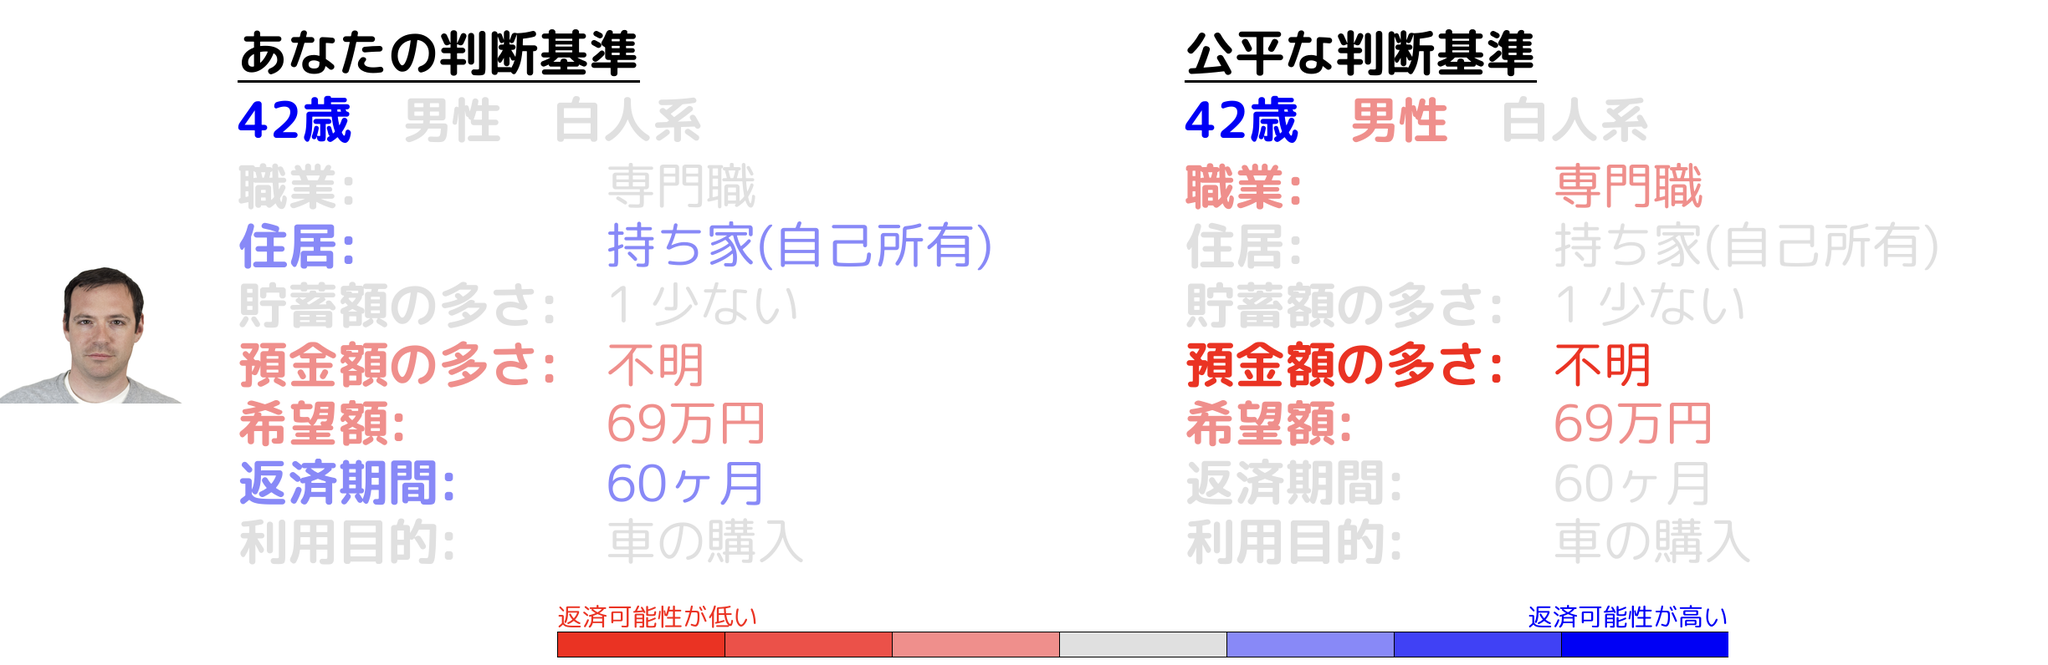 あなたの判断基準
42歳 男性 白人系
職業: 専門職
住居: 持ち家(自己所有)
貯蓄額の多さ: 1 少ない
預金額の多さ: 不明
希望額: 69万円
返済期間: 60ヶ月
利用目的: 車の購入
公平な判断基準
42歳 男性 白人系
職業: 専門職
住居: 持ち家(自己所有)
貯蓄額の多さ: 1 少ない
預金額の多さ: 不明
希望額: 69万円
返済期間: 60ヶ月
利用目的: 車の購入
返済可能性が低い
返済可能性が高い